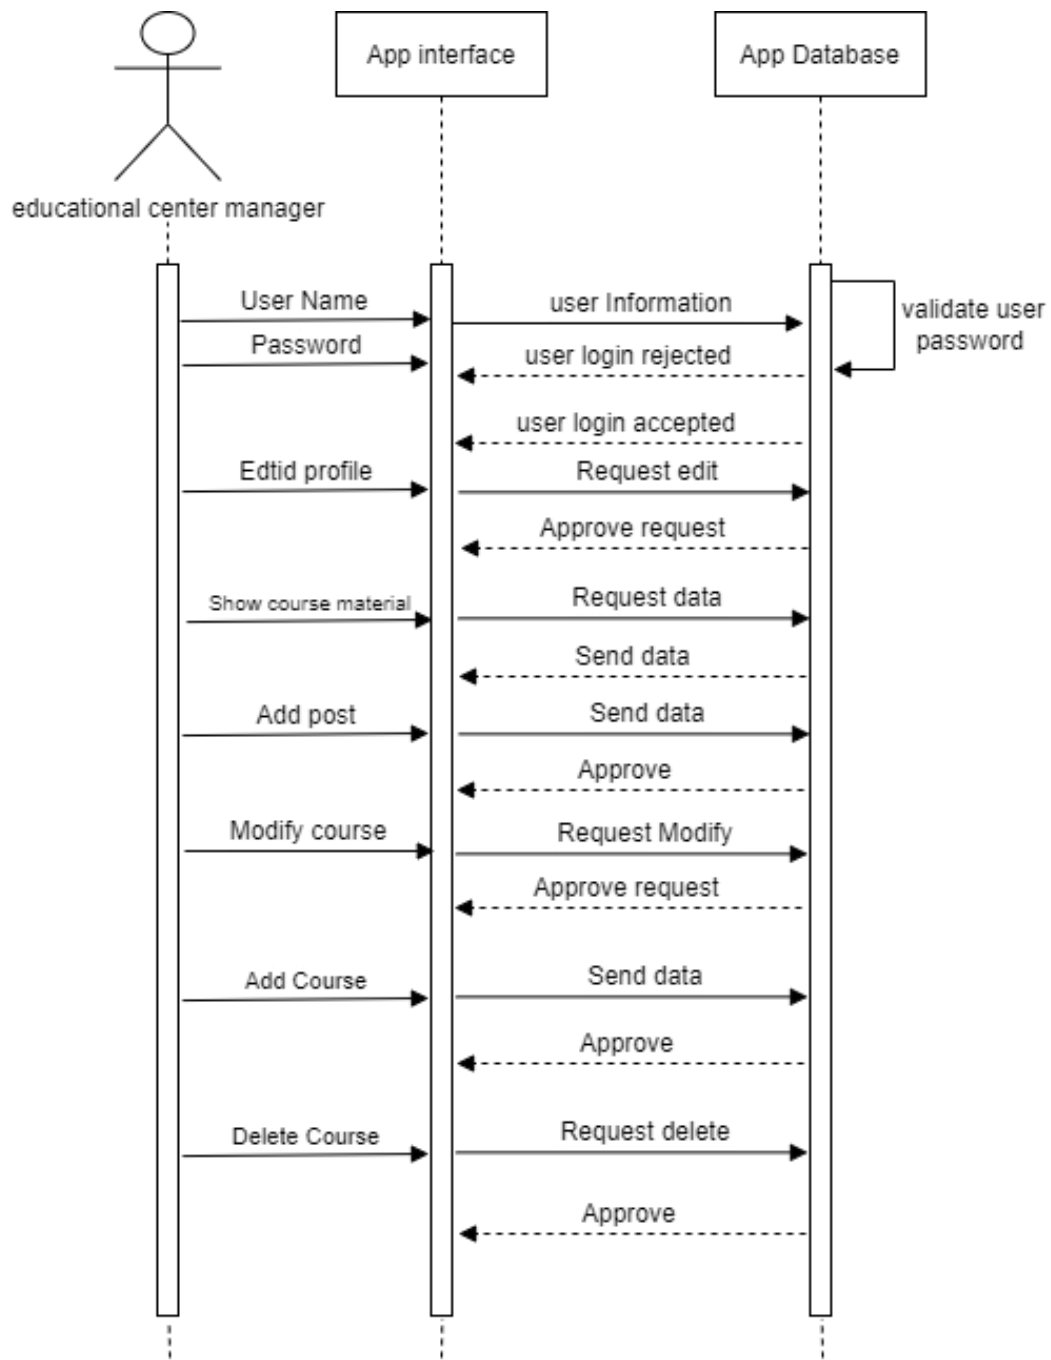 App interface
App Database
educational center manager
User Name
user Information
validate user
password
Password
user login rejected
user login accepted
Edtid profile
Request edit
Approve request
Show course material
Request data
Send data
Add post
Send data
Approve
Modify course
Request Modify
Approve request
Add Course
Send data
Approve
Delete Course
Request delete
Approve